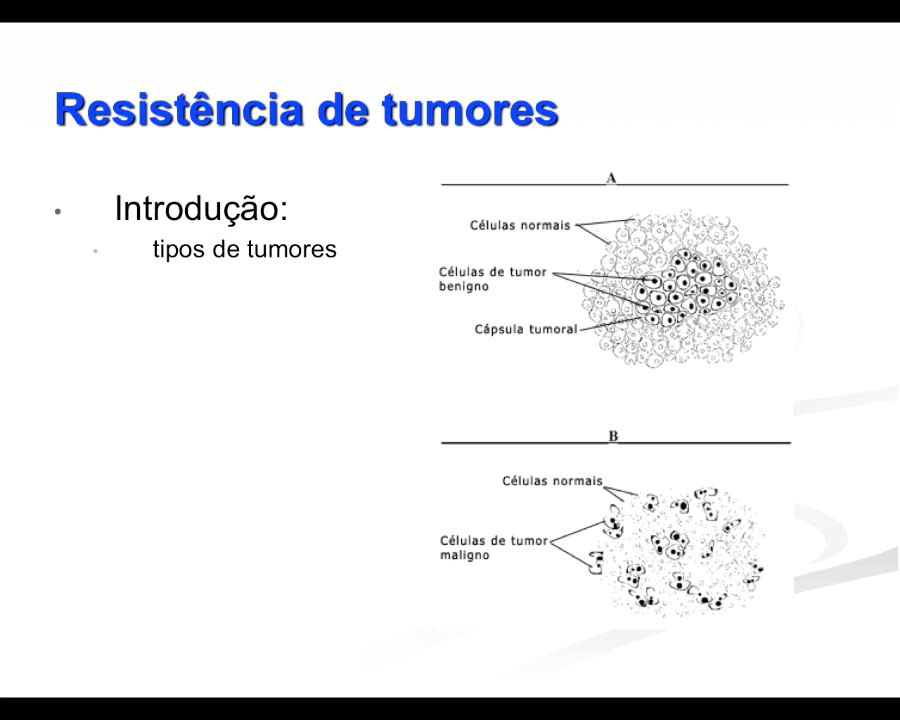 Resistência de tumores
Introdução:
tipos de tumores
A
Células normais
Células de tumor
benigno
Cápsula tumoral
B
Células normais
Células de tumor
maligno